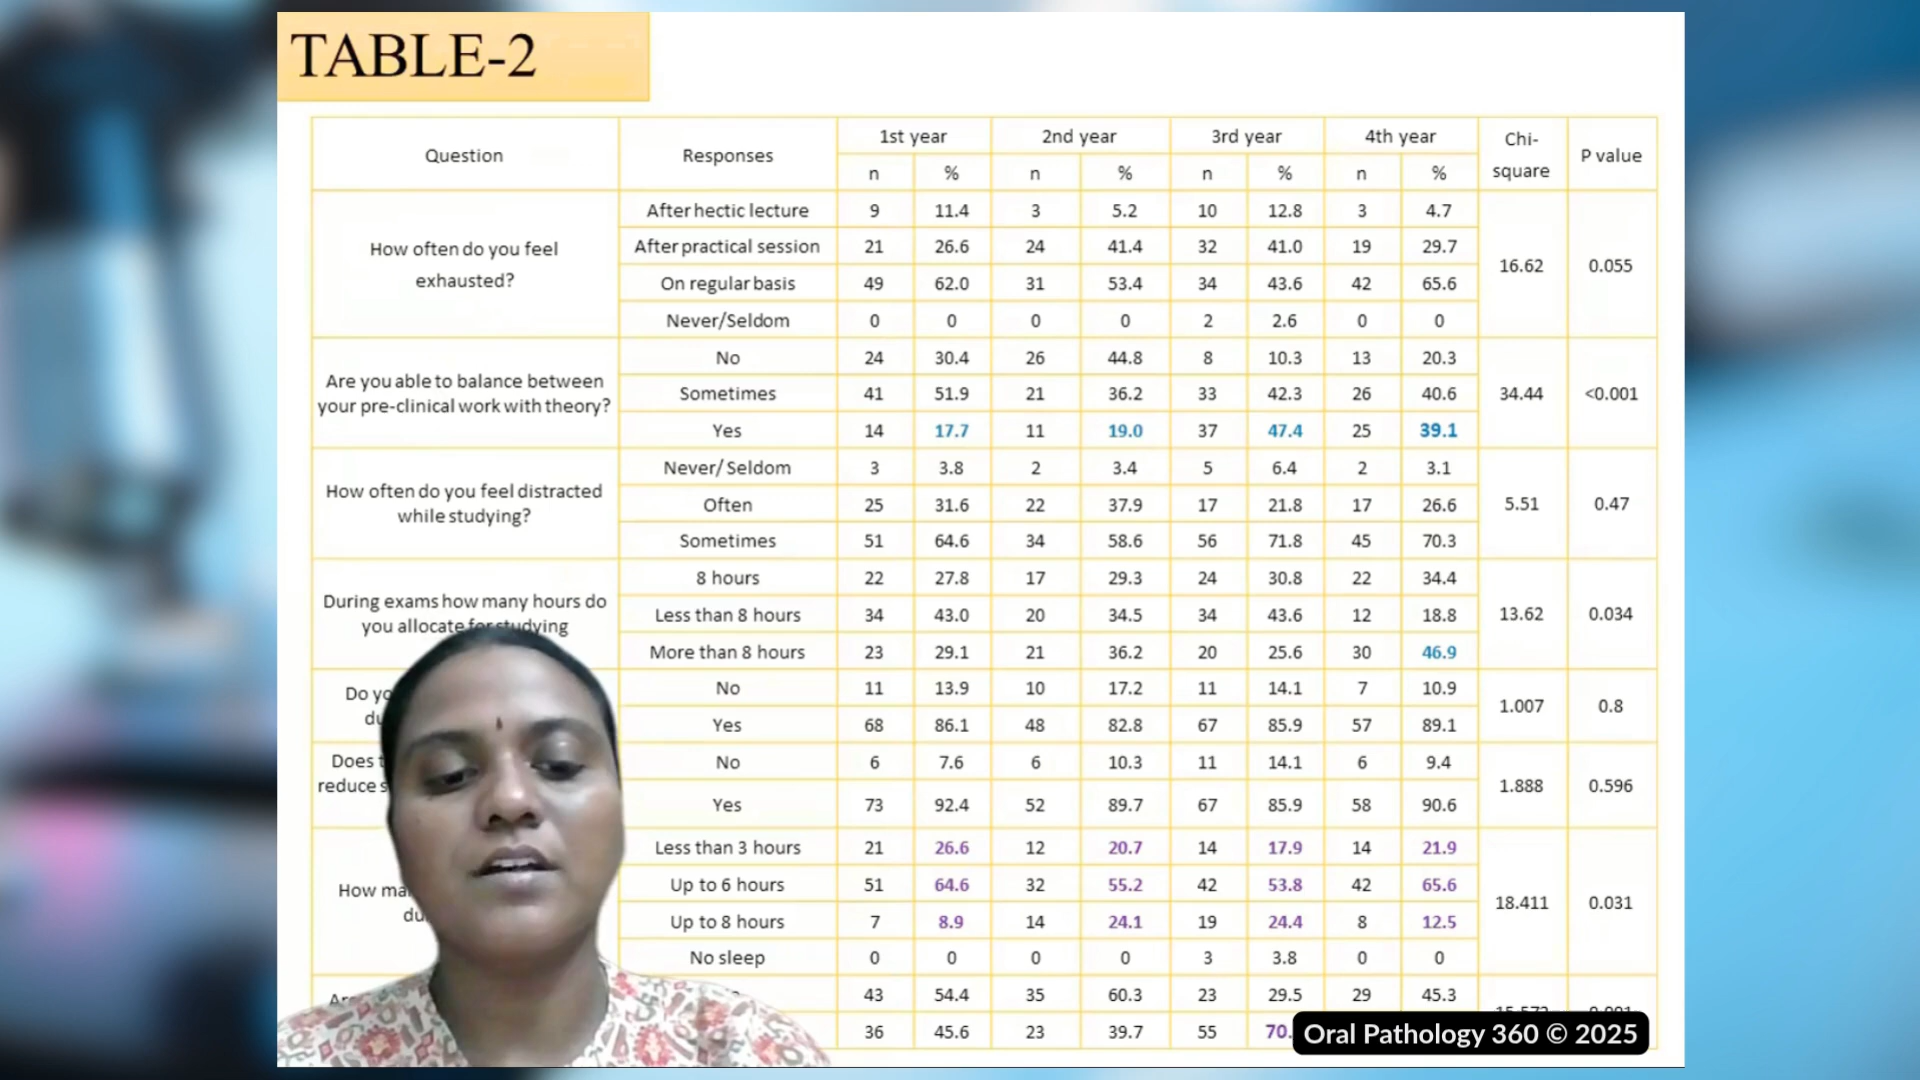 TABLE-2
Question Responses 1st year 2nd year 3rd year 4th year Chi-square P value
n % n % n % n %
How often do you feel exhausted?
After hectic lecture 9 11.4 3 5.2 10 12.8 3 4.7 16.62 0.055
After practical session 21 26.6 24 41.4 32 41.0 19 29.7
On regular basis 49 62.0 31 53.4 34 43.6 42 65.6
Never/Seldom 0 0 0 0 2 2.6 0 0
Are you able to balance between your pre-clinical work with theory?
No 24 30.4 26 44.8 8 10.3 13 20.3 34.44 <0.001
Sometimes 41 51.9 21 36.2 33 42.3 26 40.6
Yes 14 17.7 11 19.0 37 47.4 25 39.1
How often do you feel distracted while studying?
Never/ Seldom 3 3.8 2 3.4 5 6.4 2 3.1 5.51 0.47
Often 25 31.6 22 37.9 17 21.8 17 26.6
Sometimes 51 64.6 34 58.6 56 71.8 45 70.3
During exams how many hours do you allocate for studying
8 hours 22 27.8 17 29.3 24 30.8 22 34.4 13.62 0.034
Less than 8 hours 34 43.0 20 34.5 34 43.6 12 18.8
More than 8 hours 23 29.1 21 36.2 20 25.6 30 46.9
Do
No 11 13.9 10 17.2 11 14.1 7 10.9 1.007 0.8
Yes 68 86.1 48 82.8 67 85.9 57 89.1
Does
reduce
No 6 7.6 6 10.3 11 14.1 6 9.4 1.888 0.596
Yes 73 92.4 52 89.7 67 85.9 58 90.6
How
Less than 3 hours 21 26.6 12 20.7 14 17.9 14 21.9 18.411 0.031
Up to 6 hours 51 64.6 32 55.2 42 53.8 42 65.6
Up to 8 hours 7 8.9 14 24.1 19 24.4 8 12.5
No sleep 0 0 0 0 3 3.8 0 0
43 54.4 35 60.3 23 29.5 29 45.3
36 45.6 23 39.7 55
Oral Pathology 360 © 2025